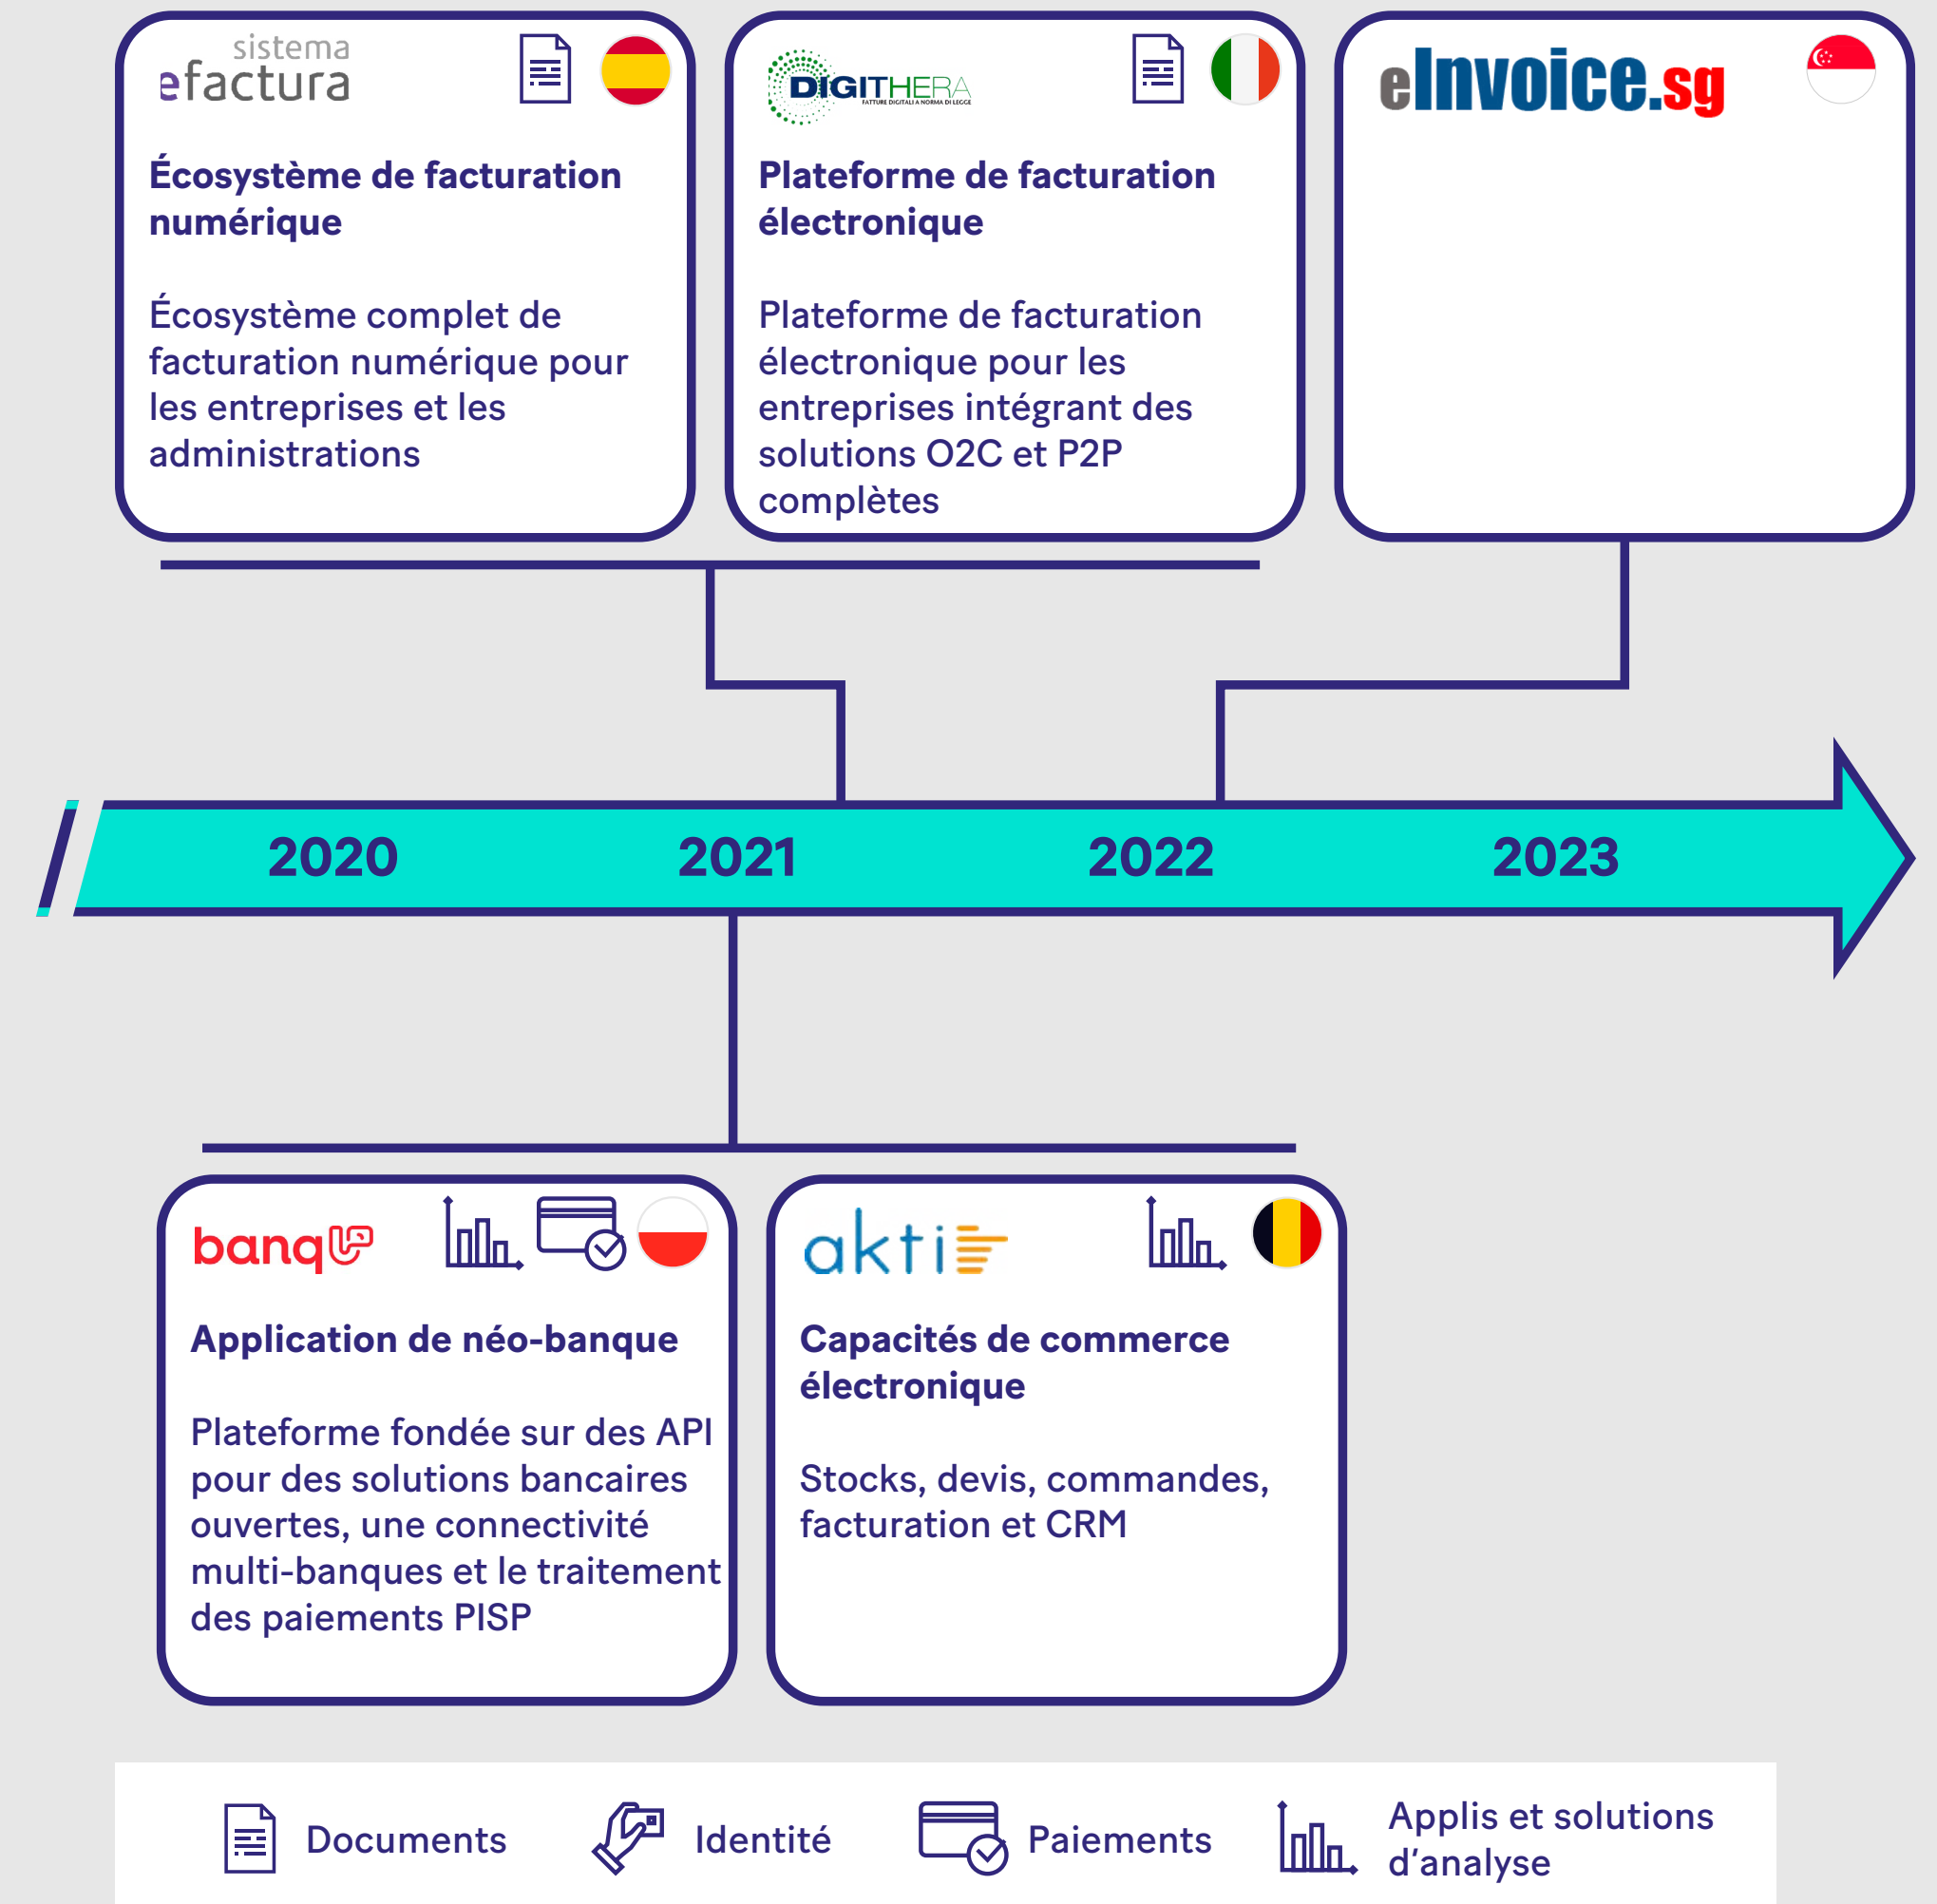 sistema
efactura
Écosystème de facturation
numérique
Écosystème complet de
facturation numérique pour
les entreprises et les
administrations
DIGITHERA
FATTURE DIGITALI A NORMA DI LEGGE
Plateforme de facturation
électronique
Plateforme de facturation
électronique pour les
entreprises intégrant des
solutions O2C et P2P
complètes
eInvoice.sg
2020 2021 2022 2023
banqUP
Application de néo-banque
Plateforme fondée sur des API
pour des solutions bancaires
ouvertes, une connectivité
multi-banques et le traitement
des paiements PISP
akti
Capacités de commerce
électronique
Stocks, devis, commandes,
facturation et CRM
Documents
Identité
Paiements
Applis et solutions
d’analyse